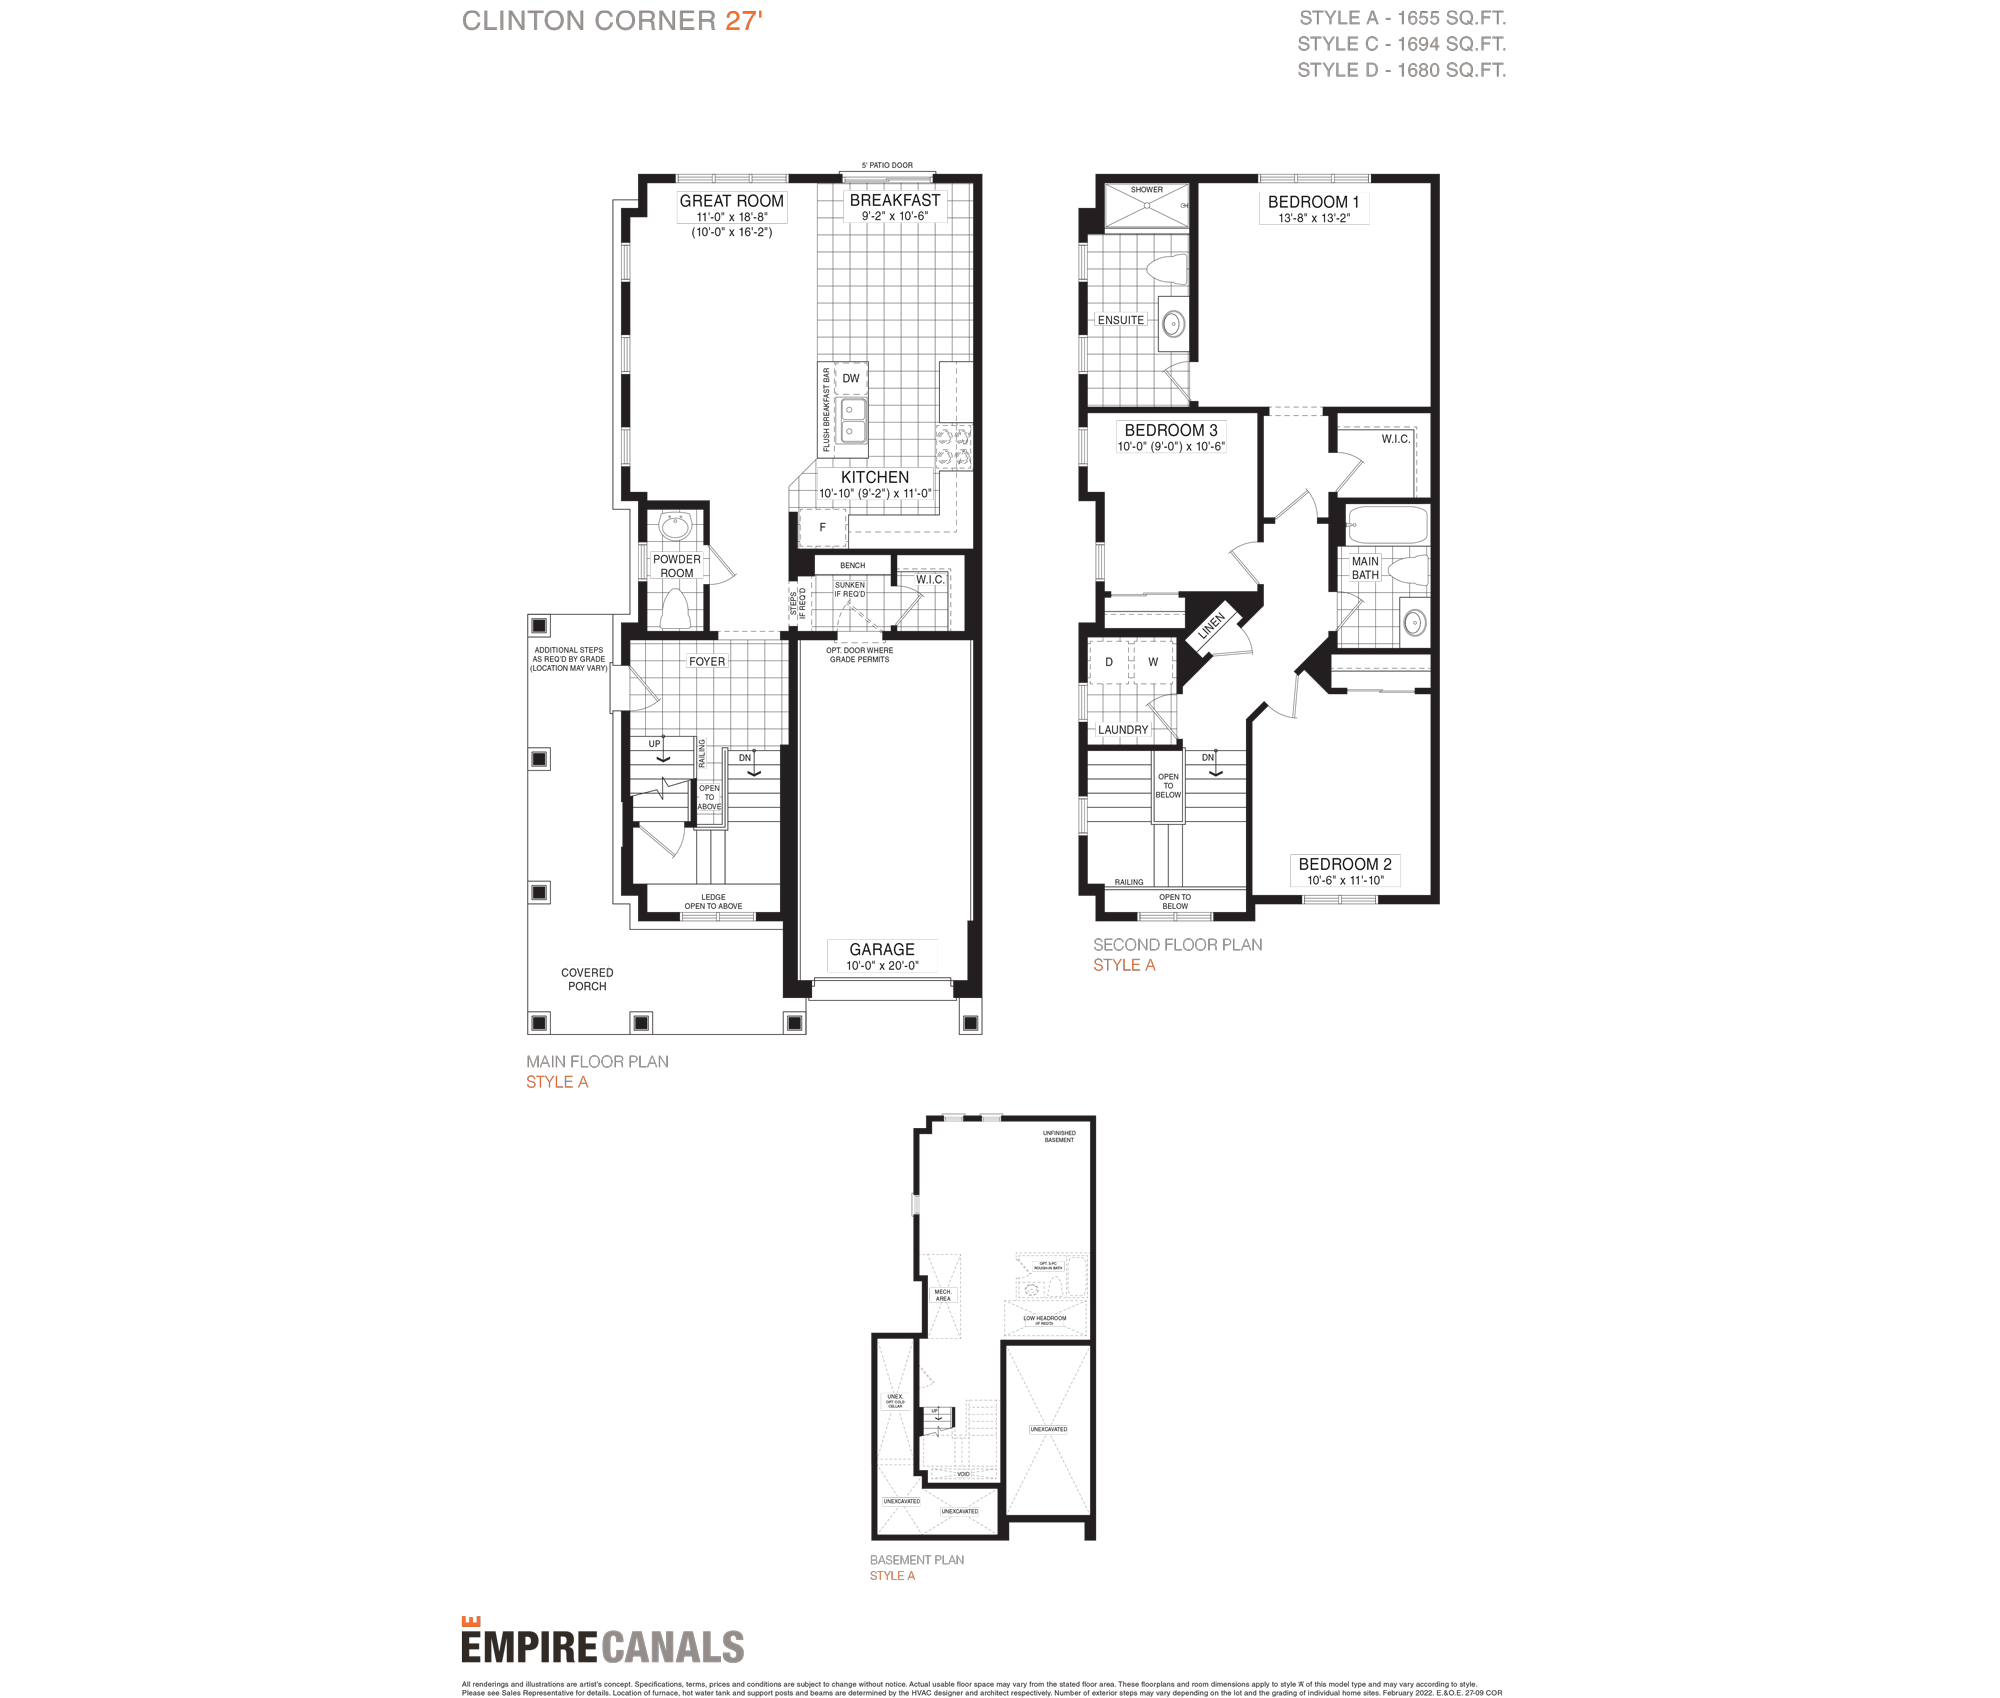 CLINTON CORNER 27'
STYLE A - 1655 SQ.FT.
STYLE C - 1694 SQ.FT.
STYLE D - 1680 SQ.FT.
5' PATIO DOOR
GREAT ROOM
11'-0" x 18'-8"
(10'-0" x 16'-2")
BREAKFAST
9'-2" x 10'-6"
FLUSH BREAKFAST BAR
DW
KITCHEN
10'-10" (9'-2") x 11'-0"
F
POWDER
ROOM
BENCH
SUNKEN
IF REQ'D
W.I.C.
STEPS
IF REQ'D
OPT. DOOR WHERE
GRADE PERMITS
ADDITIONAL STEPS
AS REQ'D BY GRADE
(LOCATION MAY VARY)
FOYER
UP
RAILING
DN
OPEN
TO
ABOVE
LEDGE
OPEN TO ABOVE
GARAGE
10'-0" x 20'-0"
COVERED
PORCH
MAIN FLOOR PLAN
STYLE A
SHOWER
BEDROOM 1
13'-8" x 13'-2"
ENSUITE
BEDROOM 3
10'-0" (9'-0") x 10'-6"
W.I.C.
MAIN
BATH
LINEN
D
W
LAUNDRY
OPEN
TO
BELOW
DN
BEDROOM 2
10'-6" x 11'-10"
RAILING
OPEN TO
BELOW
SECOND FLOOR PLAN
STYLE A
UNFINISHED
BASEMENT
OPT. 3-PC
ROUGH-IN BATH
MECH.
AREA
LOW HEADROOM
(IF REQ'D)
UNEX.
OPT. COLD
CELLAR
UP
UNEXCAVATED
VOID
UNEXCAVATED
UNEXCAVATED
BASEMENT PLAN
STYLE A
E
EMPIRECANALS
All renderings and illustrations are artist's concept. Specifications, terms, prices and conditions are subject to change without notice. Actual usable floor space may vary from the stated floor area. These floorplans and room dimensions apply to style 'A' of this model type and may vary according to style.
Please see Sales Representative for details. Location of furnace, hot water tank and support posts and beams are determined by the HVAC designer and architect respectively. Number of exterior steps may vary depending on the lot and the grading of individual home sites. February 2022. E.&O.E. 27-09 COR